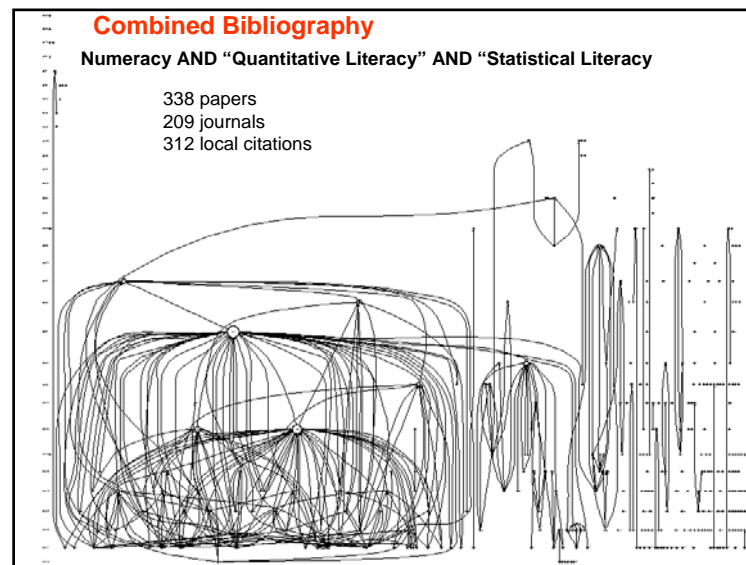 Combined Bibliography
Numeracy AND “Quantitative Literacy” AND “Statistical Literacy
338 papers
209 journals
312 local citations